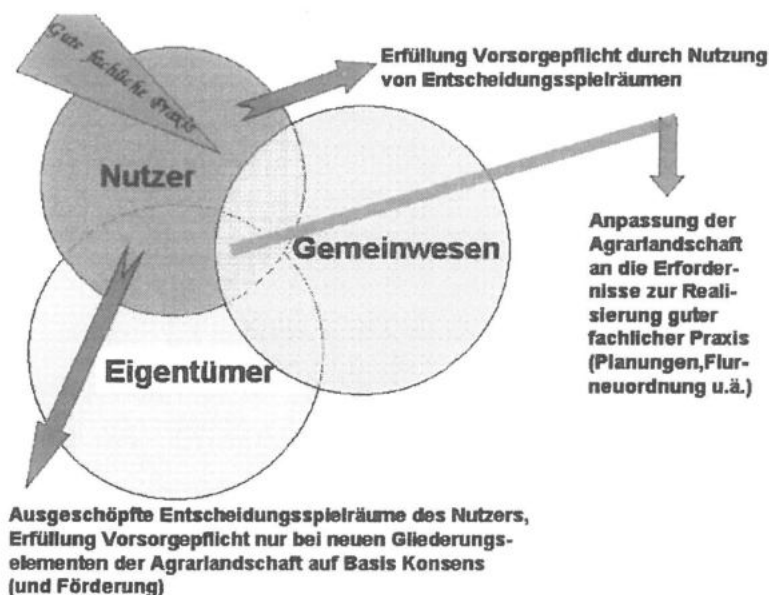 Gute fachliche Praxis
Erfüllung Vorsorgepflicht durch Nutzung
von Entscheidungsspielräumen
Nutzer
Gemeinwesen
Anpassung der
Agrarlandschaft
an die Erforder-
nisse zur Reali-
sierung guter
fachlicher Praxis
(Planungen,Flur-
neuordnung u.ä.)
Eigentümer
Ausgeschöpfte Entscheidungsspielräume des Nutzers,
Erfüllung Vorsorgepflicht nur bei neuen Gliederungs-
elementen der Agrarlandschaft auf Basis Konsens
(und Förderung)